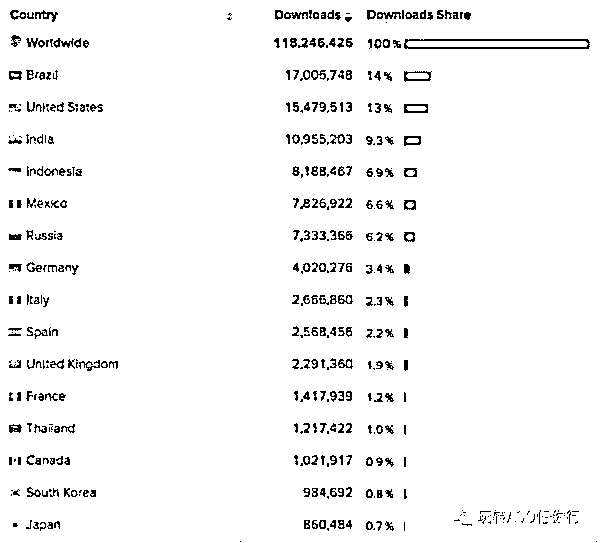 Country Downloads Downloads Share
Worldwide 118,246,426 100%
Brazil 17,006,748 14%
United States 15,479,513 13%
India 10,955,203 9.3%
Indonesia 8,188,467 6.9%
Mexico 7,826,922 6.6%
Russia 7,333,366 6.2%
Germany 4,020,276 3.4%
Italy 2,666,860 2.3%
Spain 2,568,456 2.2%
United Kingdom 2,291,360 1.9%
France 1,417,939 1.2%
Thailand 1,217,422 1.0%
Canada 1,021,917 0.9%
South Korea 984,692 0.8%
Japan 860,484 0.7%